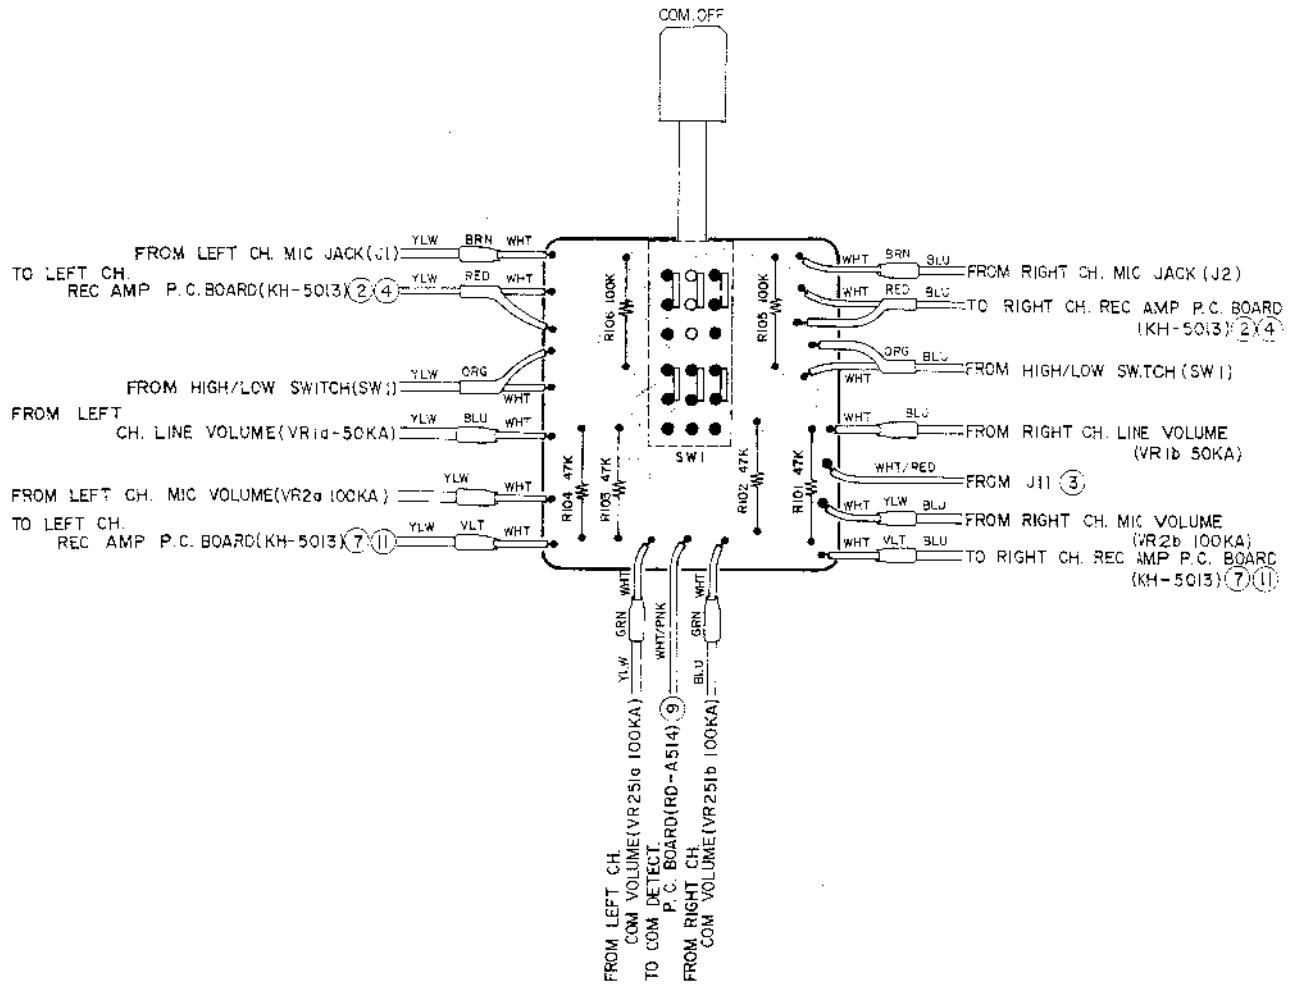 COM. OFF
FROM LEFT CH. MIC JACK(J1) YLW BRN WHT
TO LEFT CH.
REC AMP P.C.BOARD(KH-5013) 2 4 YLW RED WHT
FROM HIGH/LOW SWITCH(SW1) YLW ORG WHT
FROM LEFT
CH. LINE VOLUME(VR1a-50KA) YLW BLU WHT
FROM LEFT CH. MIC VOLUME(VR2a 100KA) YLW WHT
TO LEFT CH.
REC AMP P.C.BOARD(KH-5013) 7 11 YLW VLT WHT
R106 100K
R105 100K
SW1
R104 47K
R103 47K
R102 47K
R101 47K
WHT BRN BLU FROM RIGHT CH. MIC JACK (J2)
WHT RED BLU TO RIGHT CH. REC AMP P.C. BOARD
(KH-5013) 2 4
ORG BLU WHT FROM HIGH/LOW SW.TCH (SW1)
WHT BLU FROM RIGHT CH. LINE VOLUME
(VR1b 50KA)
WHT/RED FROM J11 3
WHT YLW BLU FROM RIGHT CH. MIC VOLUME
(VR2b 100KA)
WHT VLT BLU TO RIGHT CH. REC AMP P.C. BOARD
(KH-5013) 7 11
WHT GRN YLW
FROM LEFT CH.
COM VOLUME(VR251a 100KA)
WHT/PNK
TO COM DETECT.
P.C. BOARD(RD-A514) 9
WHT GRN BLU
FROM RIGHT CH.
COM VOLUME(VR251b 100KA)